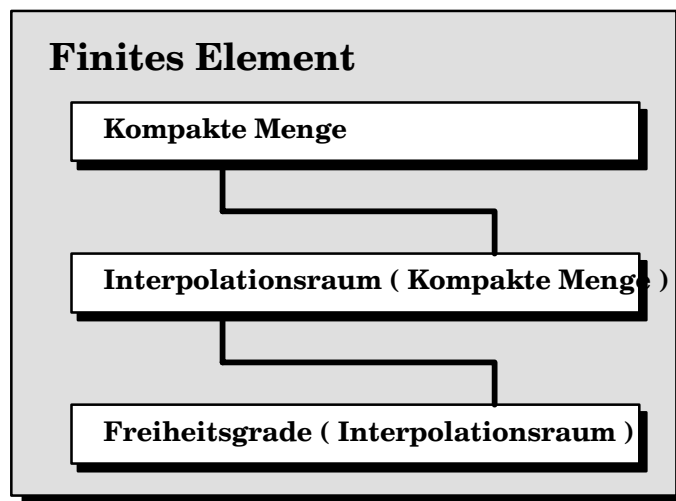 Finites Element
Kompakte Menge
Interpolationsraum ( Kompakte Menge )
Freiheitsgrade ( Interpolationsraum )